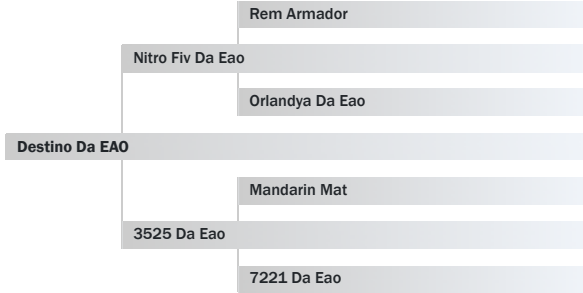 Rem Armador
Nitro Fiv Da Eao
Orlandya Da Eao
Destino Da EAO
Mandarin Mat
3525 Da Eao
7221 Da Eao